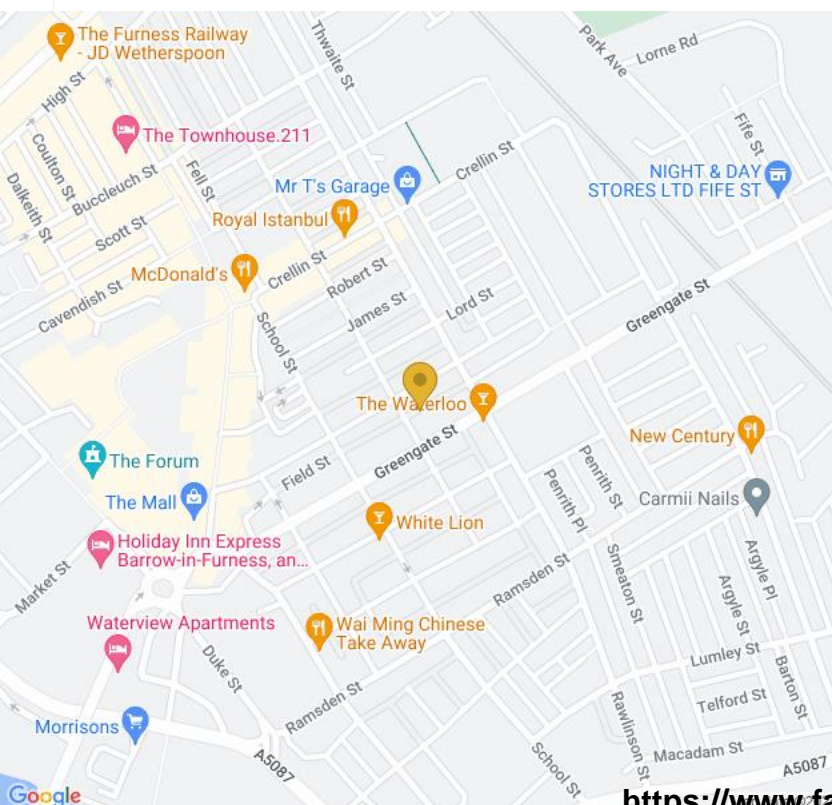 The Furness Railway
- JD Wetherspoon
Thwaite St
Park Ave
Lorne Rd
High St
Coulton St
The Townhouse.211
Fife St
Dalkeith St
Buccleuch St
Fell St
Crellin St
Mr T's Garage
NIGHT & DAY
STORES LTD FIFE ST
Scott St
Royal Istanbul
McDonald's
Crellin St
Robert St
Cavendish St
James St
Lord St
Greengate St
School St
The Waterloo
New Century
Greengate St
The Forum
Field St
Penrith St
Penrith Pl
The Mall
Carmii Nails
White Lion
Holiday Inn Express
Barrow-in-Furness, an...
Market St
Ramsden St
Smeaton St
Argyle Pl
Argyle St
Waterview Apartments
Wai Ming Chinese
Take Away
Duke St
Lumley St
Barton St
Telford St
Ramsden St
Rawlinson St
Morrisons
A5087
School St
Macadam St
A5087
Google